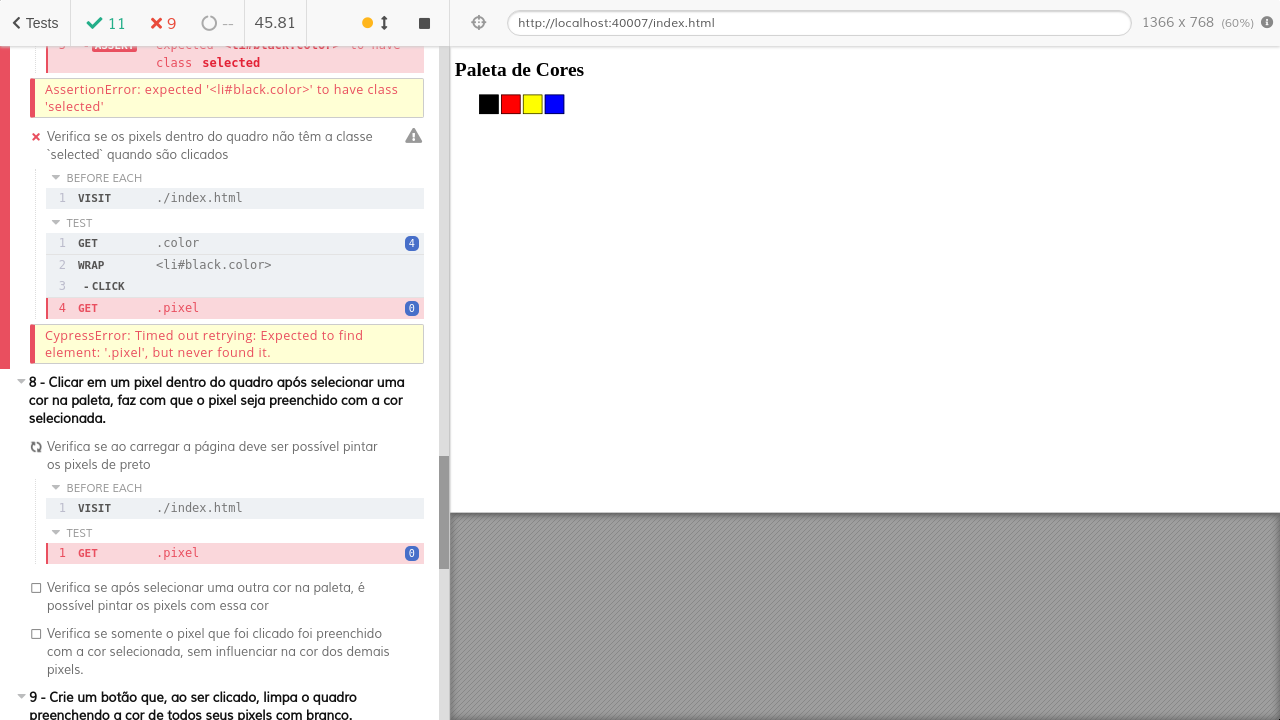 Tests 11 9 -- 45.81
http://localhost:40007/index.html 1366 x 768 (60%)
3 -ASSERT expected <li#black.color> to have
class selected
AssertionError: expected '<li#black.color>' to have class
'selected'
Verifica se os pixels dentro do quadro não têm a classe
`selected` quando são clicados
BEFORE EACH
1 VISIT ./index.html
TEST
1 GET .color 4
2 WRAP <li#black.color>
3 -CLICK
4 GET .pixel 0
CypressError: Timed out retrying: Expected to find
element: '.pixel', but never found it.
8 - Clicar em um pixel dentro do quadro após selecionar uma
cor na paleta, faz com que o pixel seja preenchido com a cor
selecionada.
Verifica se ao carregar a página deve ser possível pintar
os pixels de preto
BEFORE EACH
1 VISIT ./index.html
TEST
1 GET .pixel 0
Verifica se após selecionar uma outra cor na paleta, é
possível pintar os pixels com essa cor
Verifica se somente o pixel que foi clicado foi preenchido
com a cor selecionada, sem influenciar na cor dos demais
pixels.
9 - Crie um botão que, ao ser clicado, limpa o quadro
preenchendo a cor de todos seus pixels com branco.
Paleta de Cores